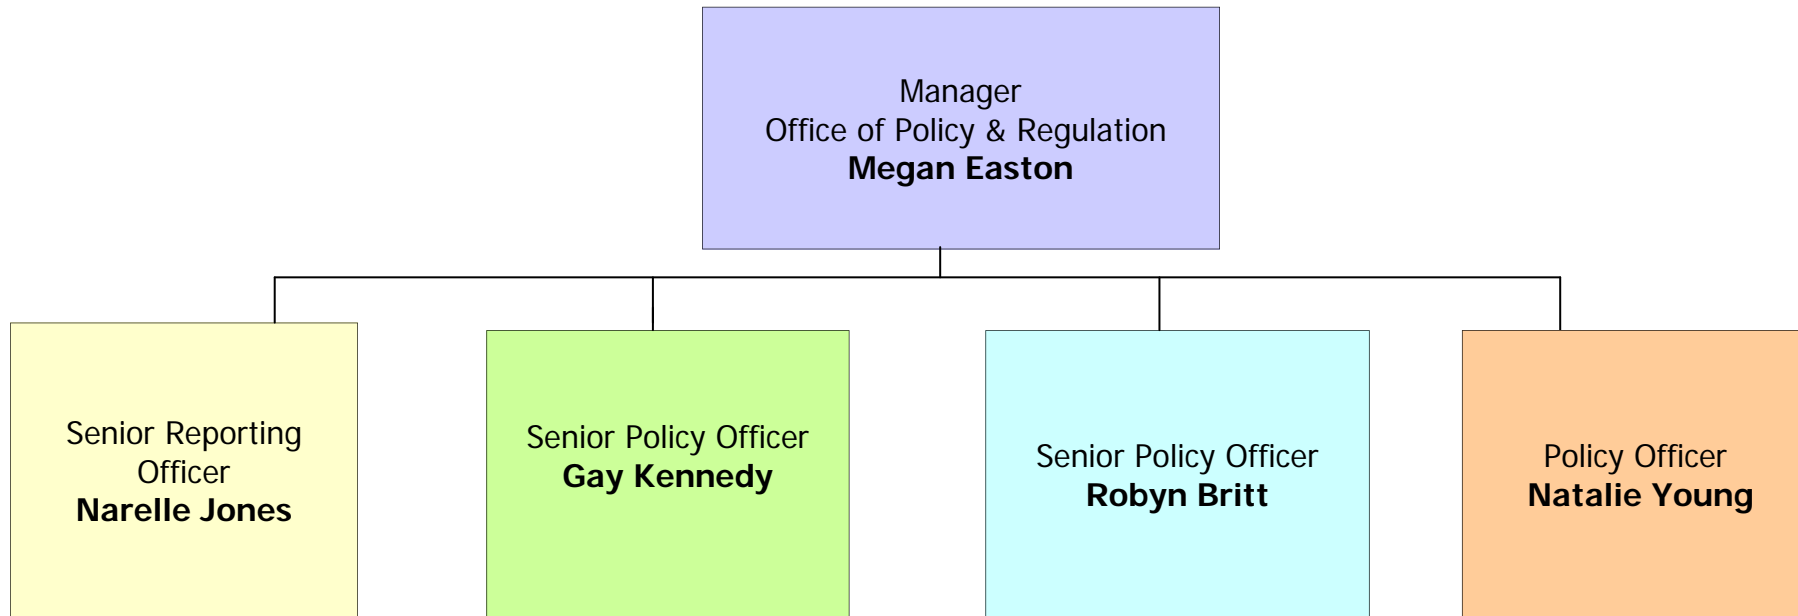 Manager
Office of Policy & Regulation
Megan Easton
Senior Reporting
Officer
Narelle Jones
Senior Policy Officer
Gay Kennedy
Senior Policy Officer
Robyn Britt
Policy Officer
Natalie Young